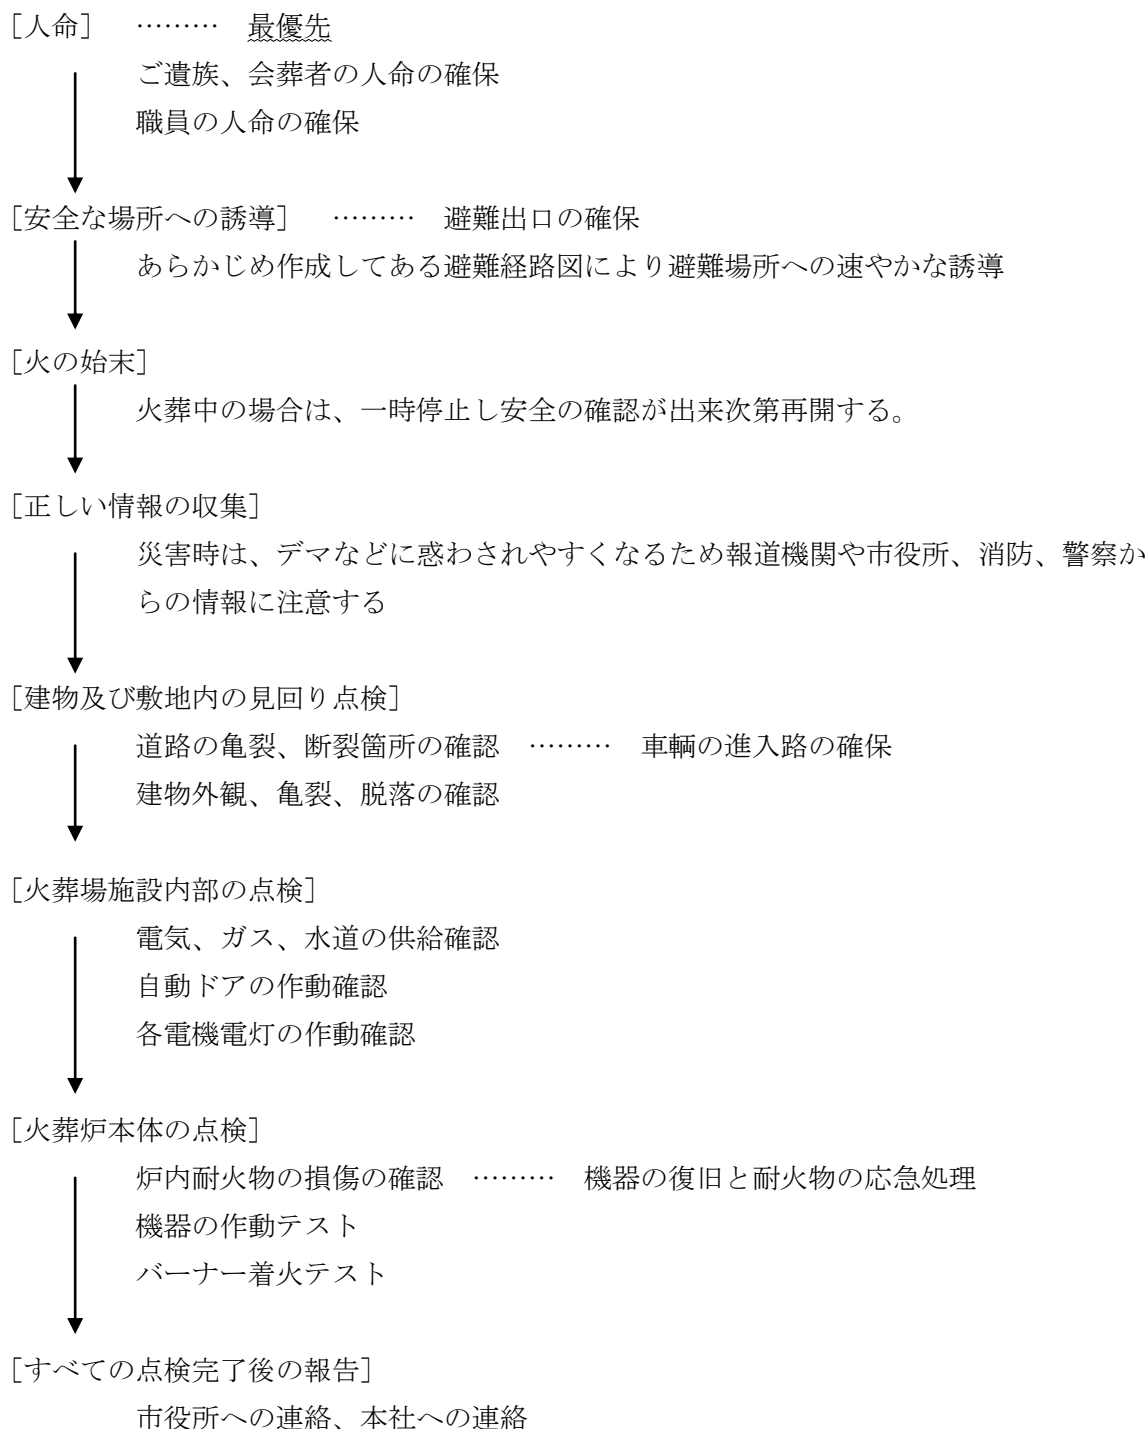 ［人命］　………　最優先
ご遺族、会葬者の人命の確保
職員の人命の確保
［安全な場所への誘導］　………　避難出口の確保
あらかじめ作成してある避難経路図により避難場所への速やかな誘導
［火の始末］
火葬中の場合は、一時停止し安全の確認が出来次第再開する。
［正しい情報の収集］
災害時は、デマなどに惑わされやすくなるため報道機関や市役所、消防、警察か
らの情報に注意する
［建物及び敷地内の見回り点検］
道路の亀裂、断裂箇所の確認　………　車輌の進入路の確保
建物外観、亀裂、脱落の確認
［火葬場施設内部の点検］
電気、ガス、水道の供給確認
自動ドアの作動確認
各電機電灯の作動確認
［火葬炉本体の点検］
炉内耐火物の損傷の確認　………　機器の復旧と耐火物の応急処理
機器の作動テスト
バーナー着火テスト
［すべての点検完了後の報告］
市役所への連絡、本社への連絡